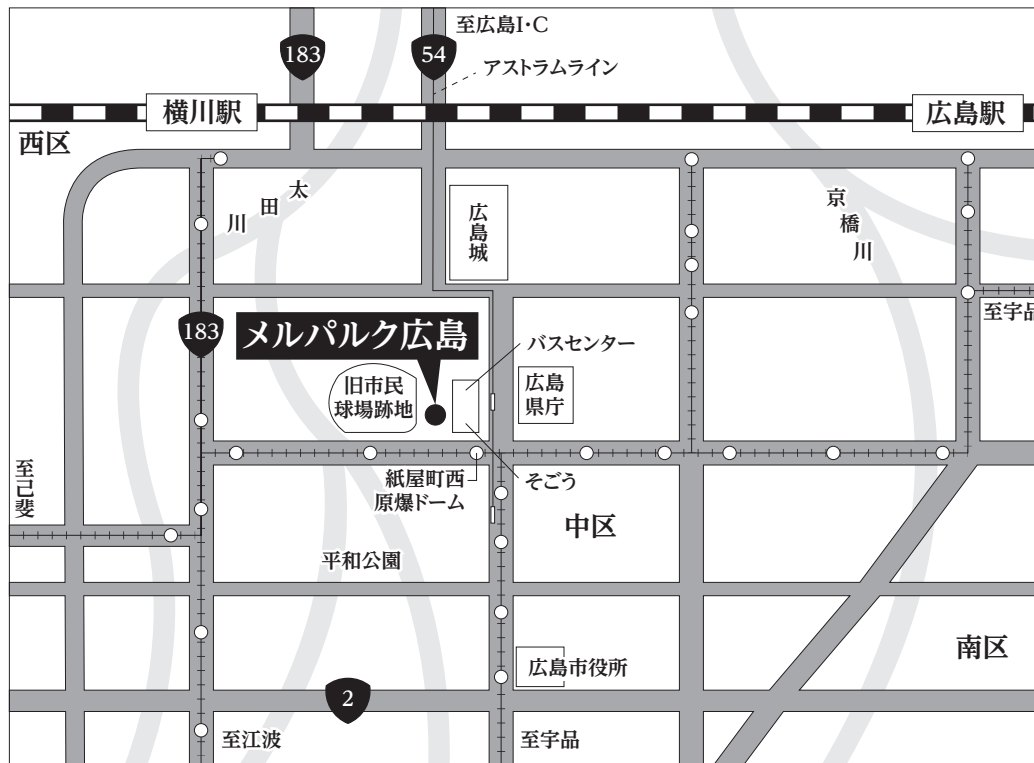 至広島I・C
183
54
アストラムライン
横川駅
広島駅
西区
太田川
広島城
京橋川
至宇品
183
メルパルク広島
バスセンター
旧市民
球場跡地
広島
県庁
至己斐
紙屋町西
原爆ドーム
そごう
中区
平和公園
南区
広島市役所
2
至江波
至宇品